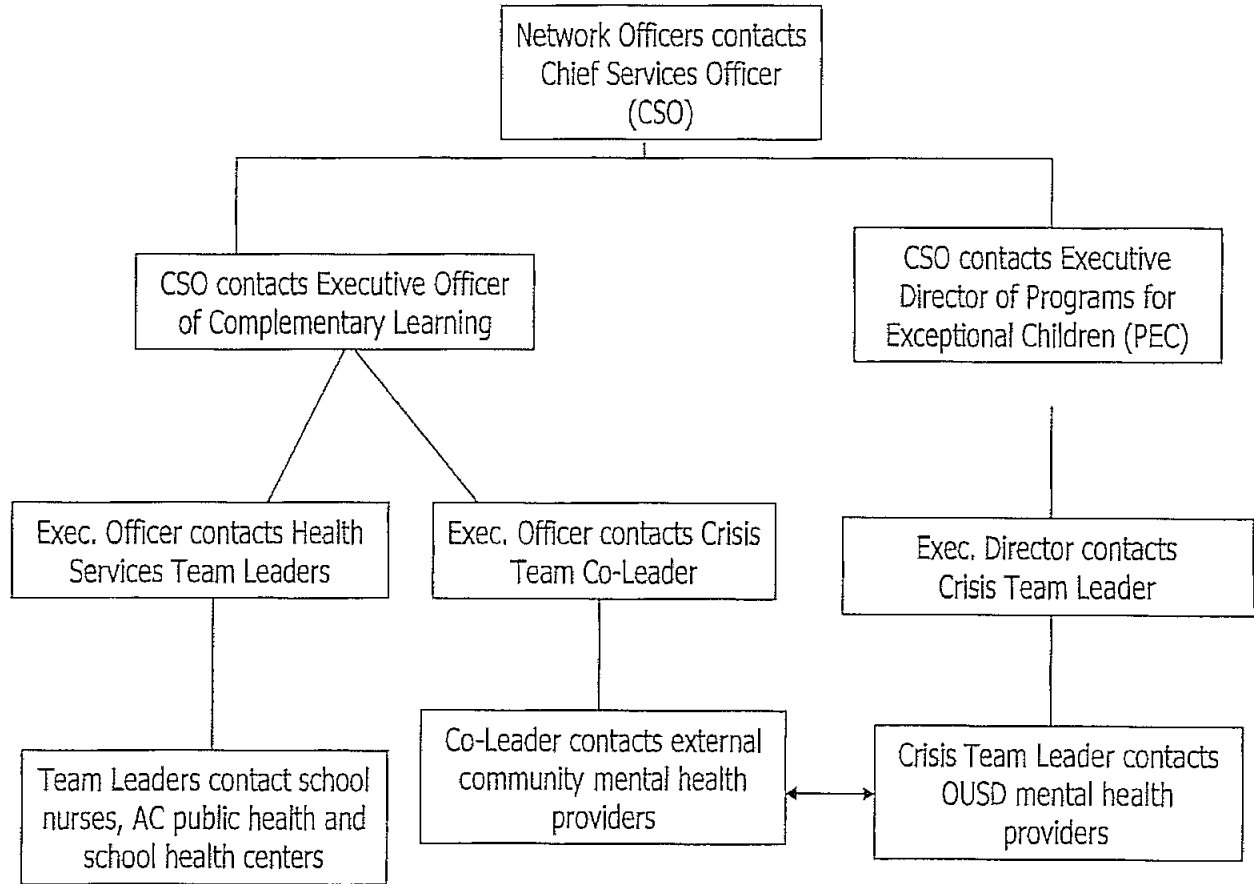 Network Officers contacts
Chief Services Officer
(CSO)
CSO contacts Executive Officer
of Complementary Learning
CSO contacts Executive
Director of Programs for
Exceptional Children (PEC)
Exec. Officer contacts Health
Services Team Leaders
Exec. Officer contacts Crisis
Team Co-Leader
Exec. Director contacts
Crisis Team Leader
Team Leaders contact school
nurses, AC public health and
school health centers
Co-Leader contacts external
community mental health
providers
Crisis Team Leader contacts
OUSD mental health
providers